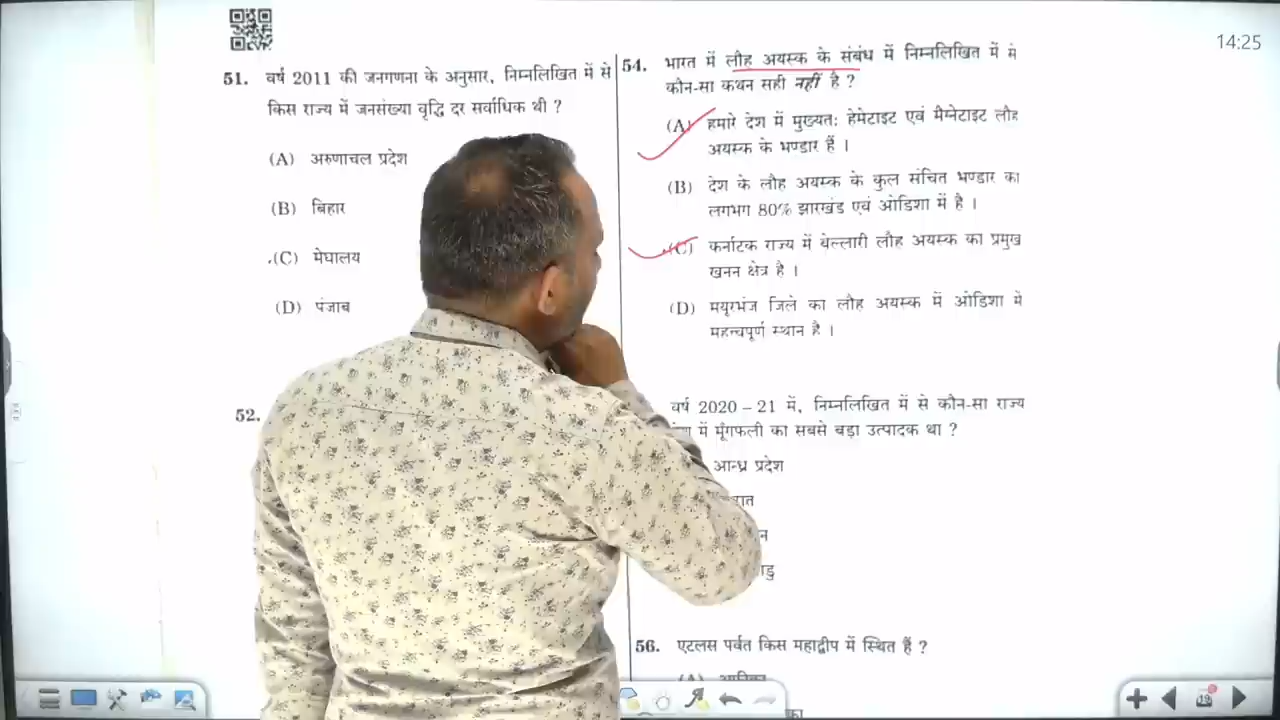 14:25
51. वर्ष 2011 की जनगणना के अनुसार, निम्नलिखित में से
किस राज्य में जनसंख्या वृद्धि दर सर्वाधिक थी ?
(A) अरुणाचल प्रदेश
(B) बिहार
(C) मेघालय
(D) पंजाब
52.
54. भारत में लौह अयस्क के संबंध में निम्नलिखित में में
कौन-सा कथन सही नहीं है ?
(A) हमारे देश में मुख्यतः हेमेटाइट एवं मैग्नेटाइट लौह
अयस्क के भण्डार हैं ।
(B) देश के लौह अयस्क के कुल संचित भण्डार का
लगभग 80% झारखंड एवं ओडिशा में है ।
(C) कर्नाटक राज्य में बेल्लारी लौह अयस्क का प्रमुख
खनन क्षेत्र है ।
(D) मयूरभंज जिले का लौह अयस्क में ओडिशा में
महत्त्वपूर्ण स्थान है ।
वर्ष 2020 – 21 में, निम्नलिखित में से कौन-सा राज्य
में मूँगफली का सबसे बड़ा उत्पादक था ?
आन्ध्र प्रदेश
56. एटलस पर्वत किस महाद्वीप में स्थित हैं ?
19